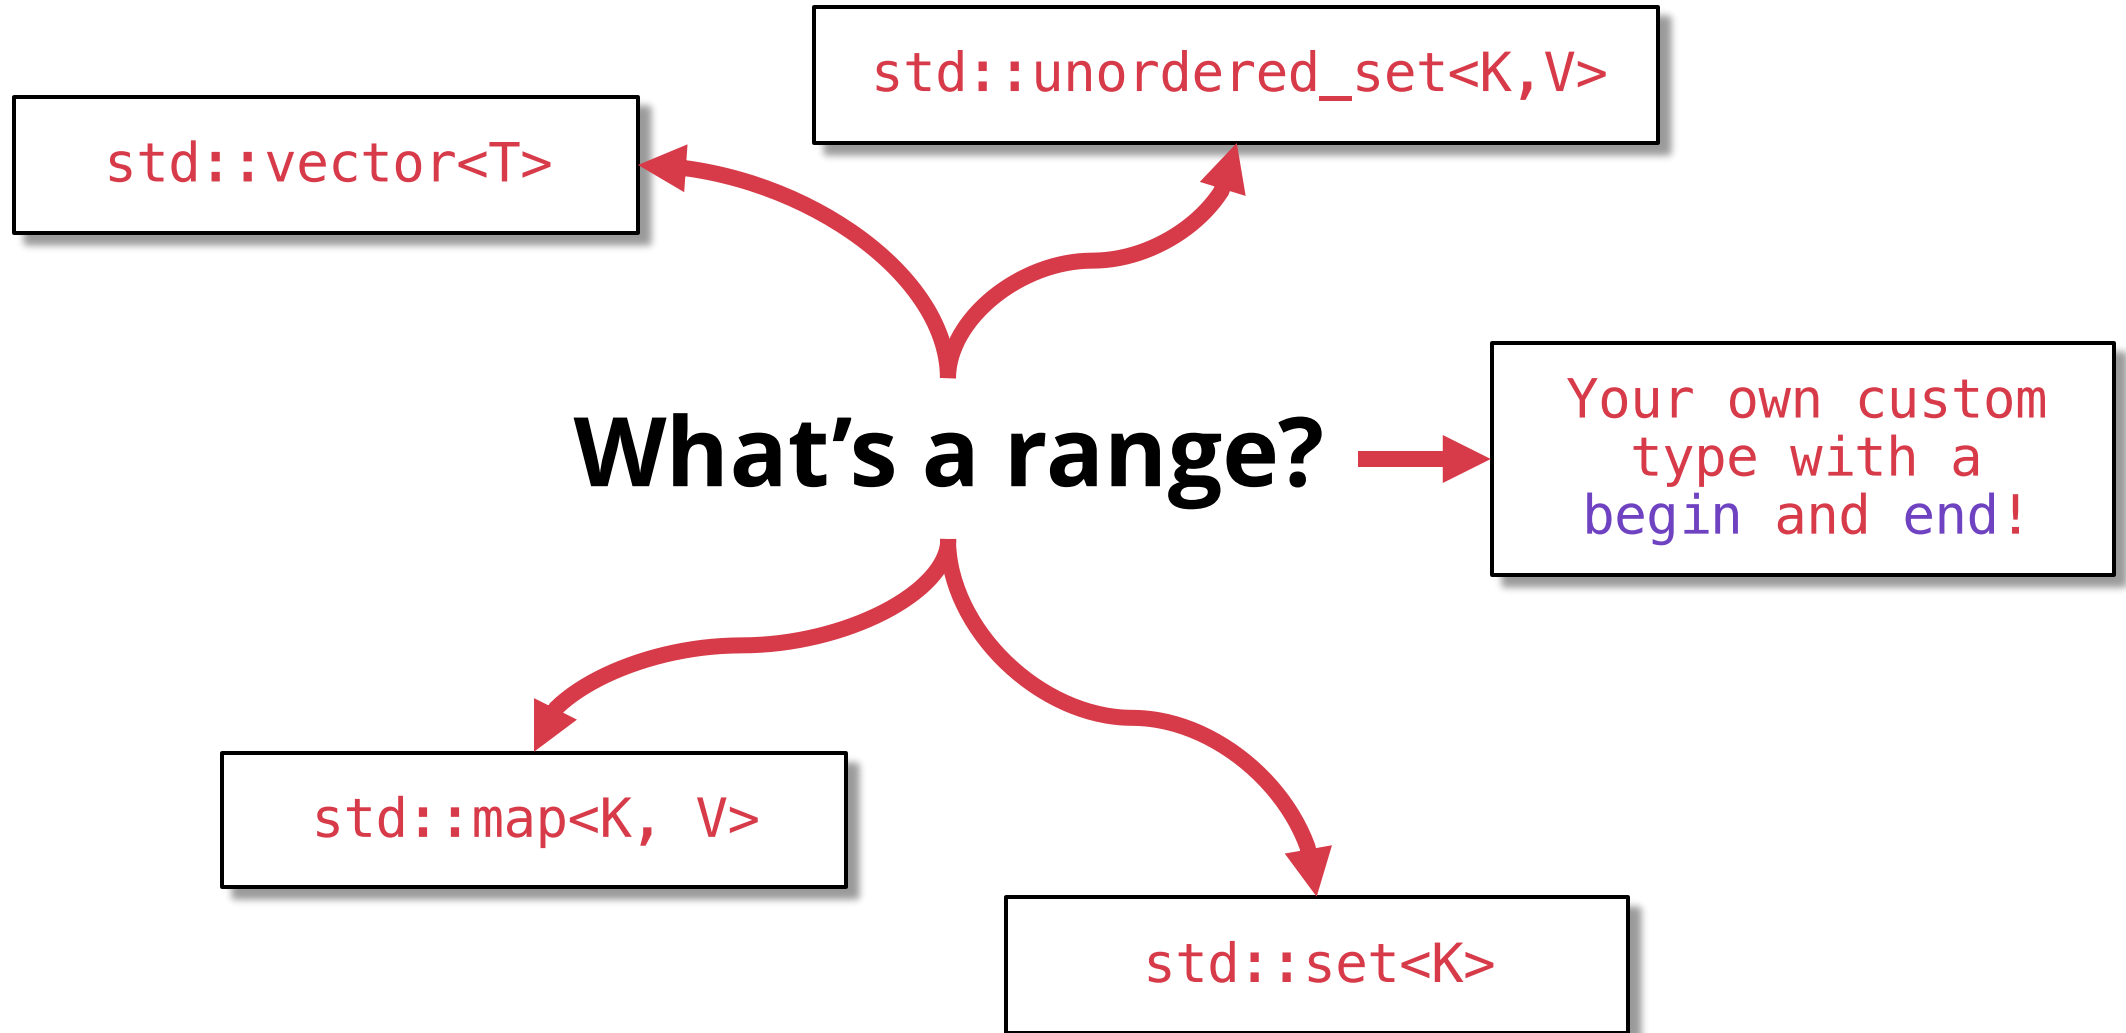 std::unordered_set<K,V>
std::vector<T>
What’s a range?
Your own custom
type with a
begin and end!
std::map<K, V>
std::set<K>